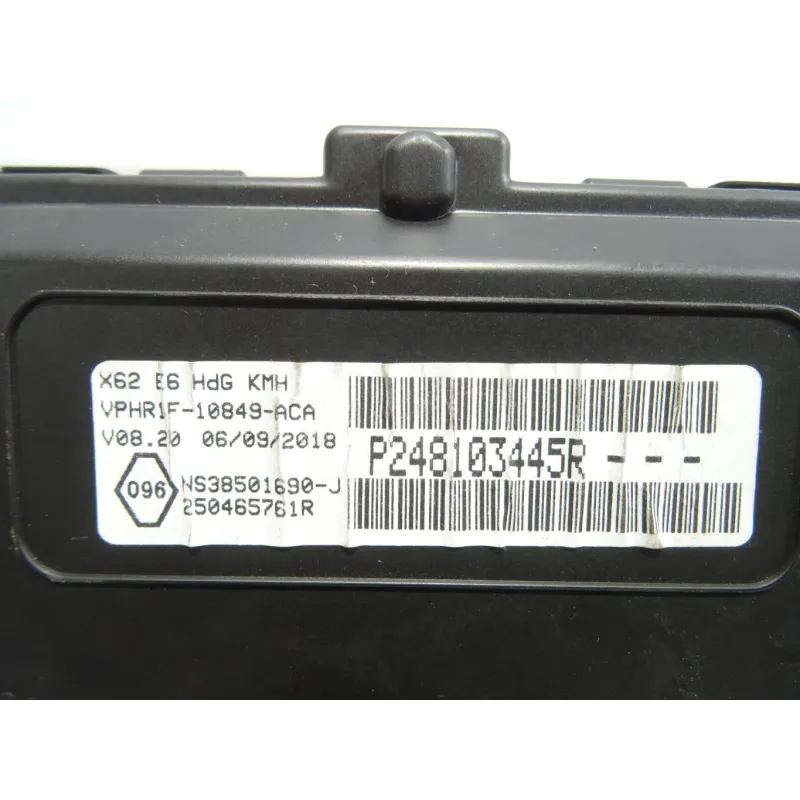 X62 E6 HdG KMH
VPHR1F-10849-ACA
V08.20 06/09/2018
096
NS38501690-J
250465761R
P248103445R - - -